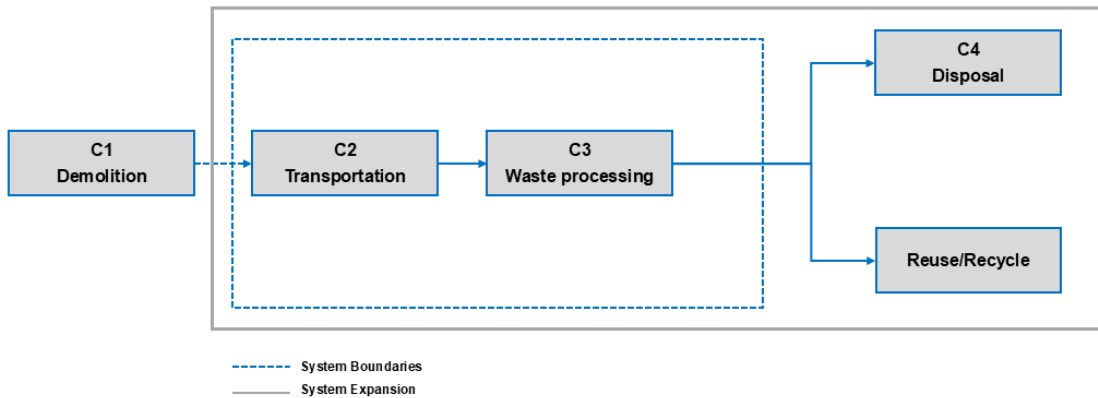 C1
Demolition
C2
Transportation
C3
Waste processing
C4
Disposal
Reuse/Recycle
System Boundaries
System Expansion